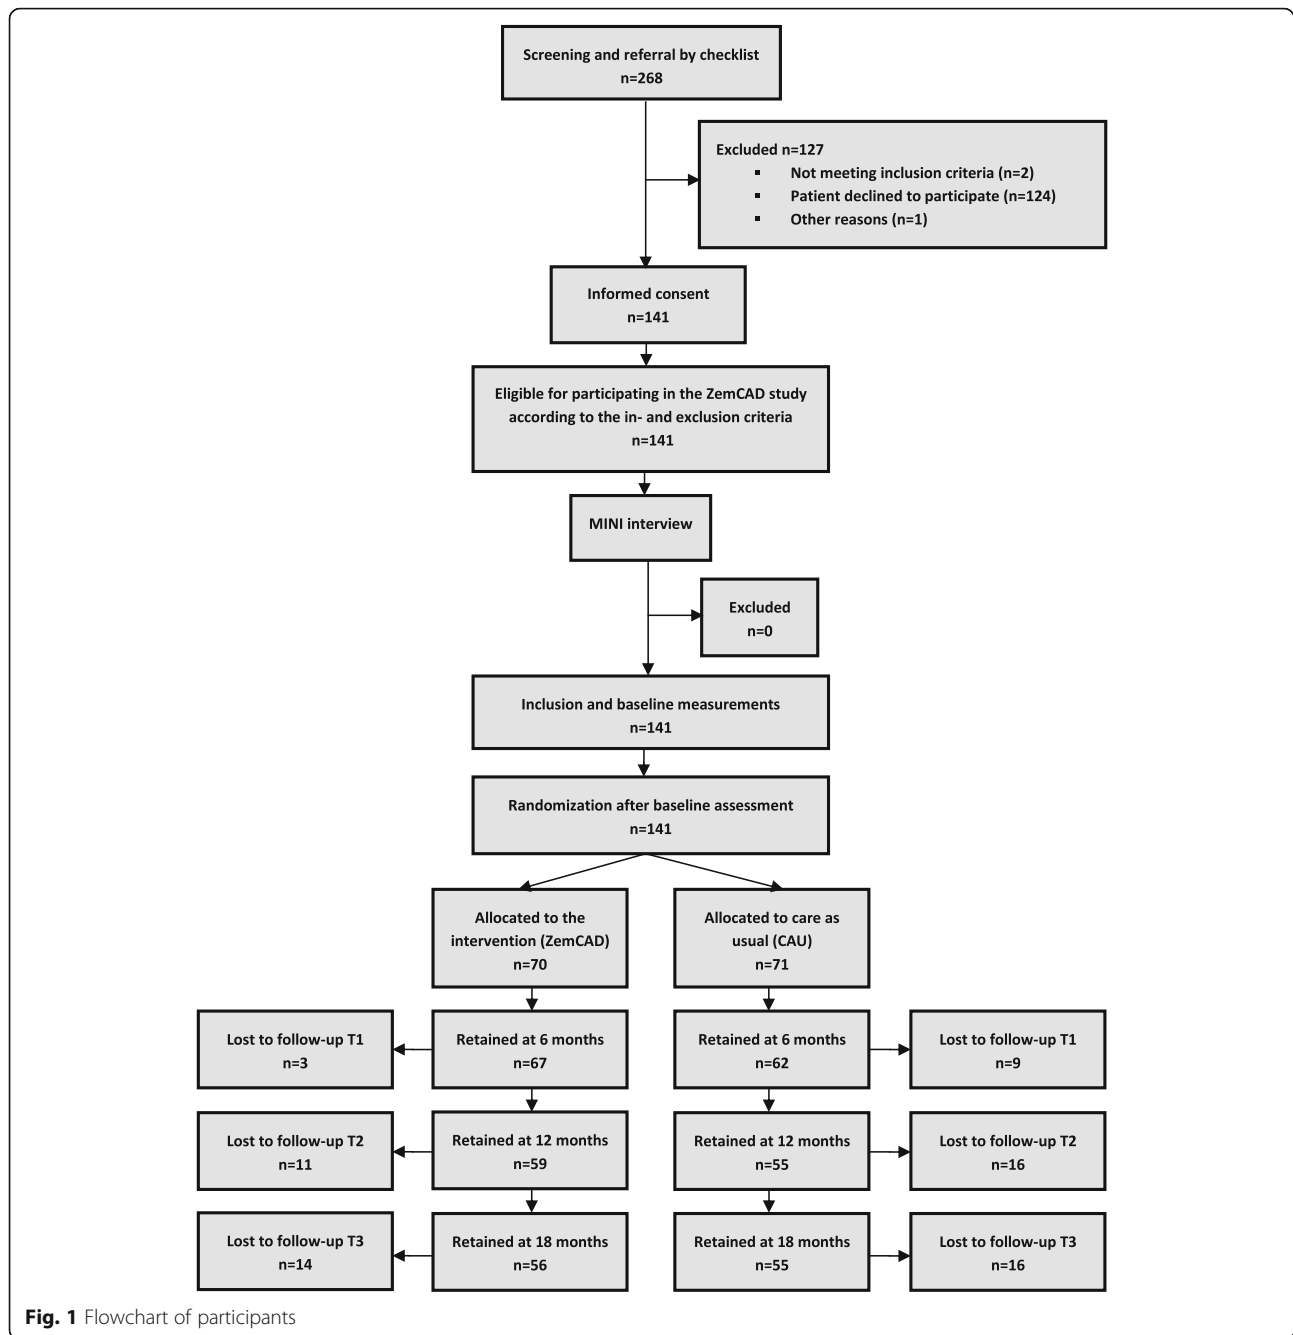 Screening and referral by checklist
n=268
Excluded n=127
▪ Not meeting inclusion criteria (n=2)
▪ Patient declined to participate (n=124)
▪ Other reasons (n=1)
Informed consent
n=141
Eligible for participating in the ZemCAD study
according to the in- and exclusion criteria
n=141
MINI interview
Excluded
n=0
Inclusion and baseline measurements
n=141
Randomization after baseline assessment
n=141
Allocated to the
intervention (ZemCAD)
n=70
Allocated to care as
usual (CAU)
n=71
Lost to follow-up T1
n=3
Retained at 6 months
n=67
Retained at 6 months
n=62
Lost to follow-up T1
n=9
Lost to follow-up T2
n=11
Retained at 12 months
n=59
Retained at 12 months
n=55
Lost to follow-up T2
n=16
Lost to follow-up T3
n=14
Retained at 18 months
n=56
Retained at 18 months
n=55
Lost to follow-up T3
n=16
Fig. 1 Flowchart of participants